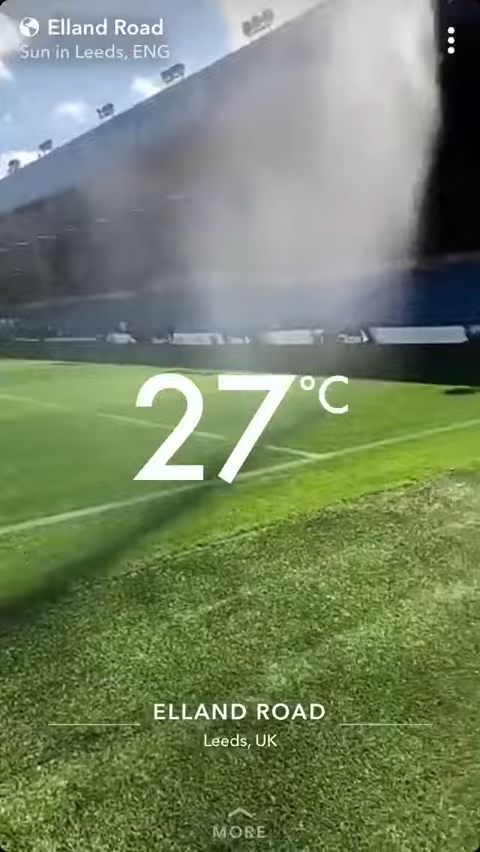 Elland Road
Sun in Leeds, ENG
27°C
ELLAND ROAD
Leeds, UK
MORE